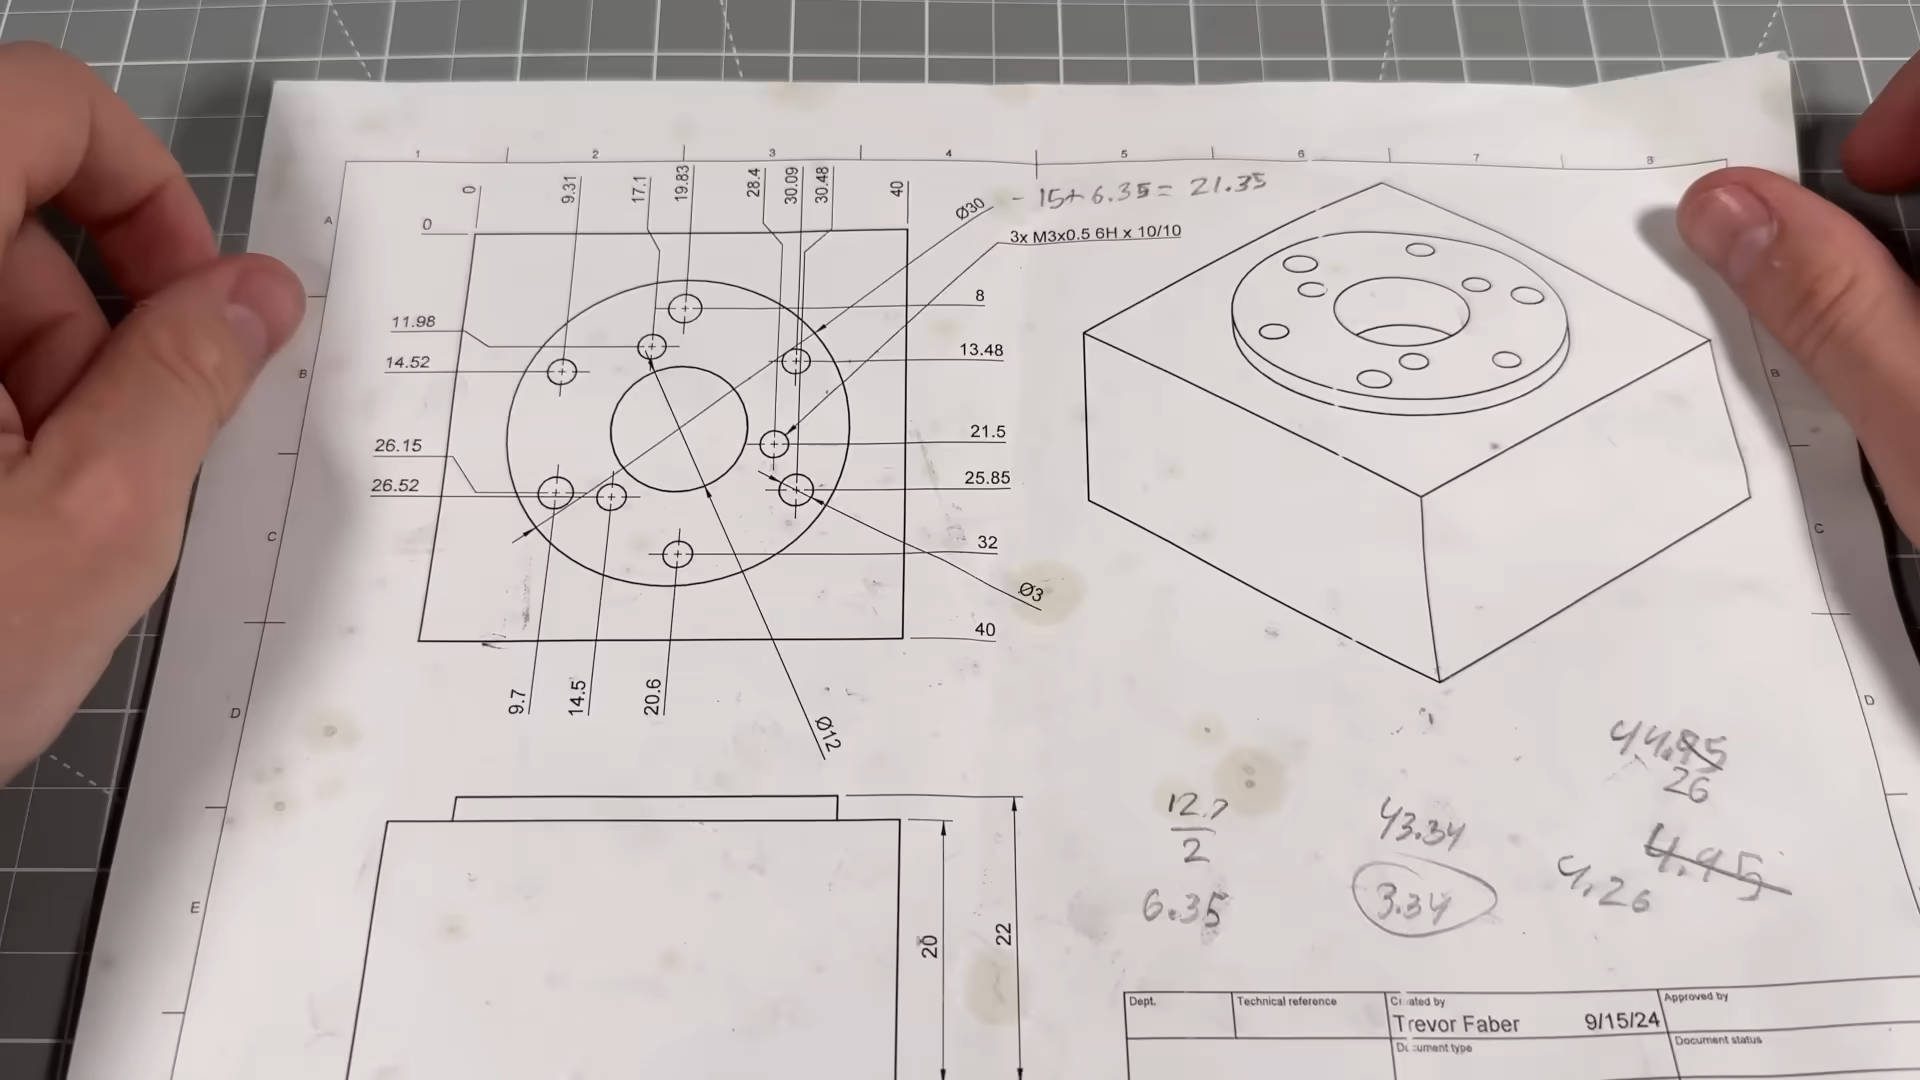 1 2 3 4 5 6 7 8
0 9.31 17.1 19.83 28.4 30.09 30.48 40
A
0
Ø30 - 15+6.35= 21.35
3x M3x0.5 6H x 10/10
8
11.98
13.48
14.52
B
B
21.5
26.15
25.85
26.52
C
C
32
Ø3
40
9.7 14.5 20.6
Ø12
D
D
44.95
26
12.7
2
6.35
43.34
3.34
4.26
4.95
E
20
22
Dept.
Technical reference
Created by
Trevor Faber 9/15/24
Approved by
Document type
Document status